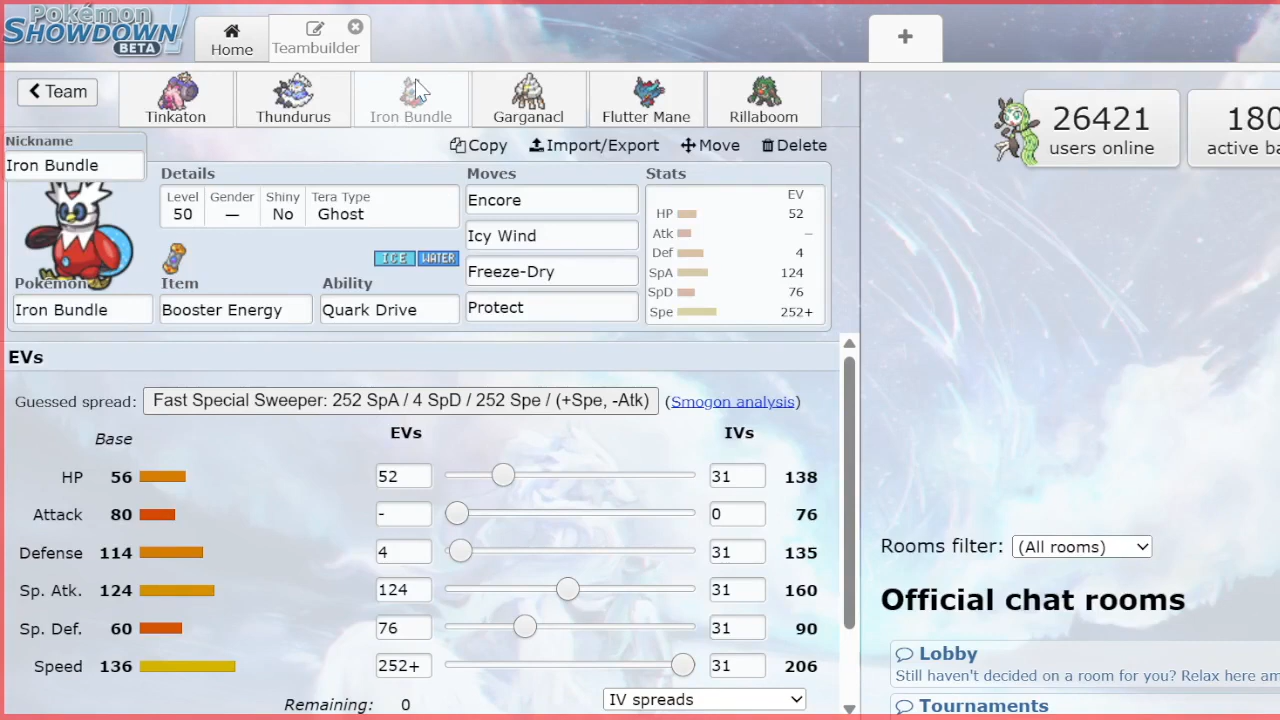 Pokémon
SHOWDOWN!
BETA
Home
Teambuilder
+
Team
Tinkaton
Thundurus
Iron Bundle
Garganacl
Flutter Mane
Rillaboom
26421
users online
180
active ba
Nickname
Iron Bundle
Copy
Import/Export
Move
Delete
Details
Level
50
Gender
—
Shiny
No
Tera Type
Ghost
ICE WATER
Pokémon
Iron Bundle
Item
Booster Energy
Ability
Quark Drive
Moves
Encore
Icy Wind
Freeze-Dry
Protect
Stats
EV
HP 52
Atk –
Def 4
SpA 124
SpD 76
Spe 252+
EVs
Guessed spread: Fast Special Sweeper: 252 SpA / 4 SpD / 252 Spe / (+Spe, -Atk) (Smogon analysis)
Base EVs IVs
HP 56 52 31 138
Attack 80 - 0 76
Defense 114 4 31 135
Sp. Atk. 124 124 31 160
Sp. Def. 60 76 31 90
Speed 136 252+ 31 206
Remaining: 0 IV spreads
Rooms filter: (All rooms)
Official chat rooms
Lobby
Still haven't decided on a room for you? Relax here am
Tournaments